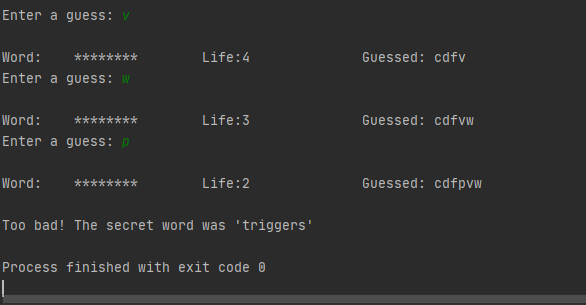 Enter a guess: v
Word: ******** Life:4 Guessed: cdfv
Enter a guess: w
Word: ******** Life:3 Guessed: cdfvw
Enter a guess: p
Word: ******** Life:2 Guessed: cdfpvw
Too bad! The secret word was 'triggers'
Process finished with exit code 0